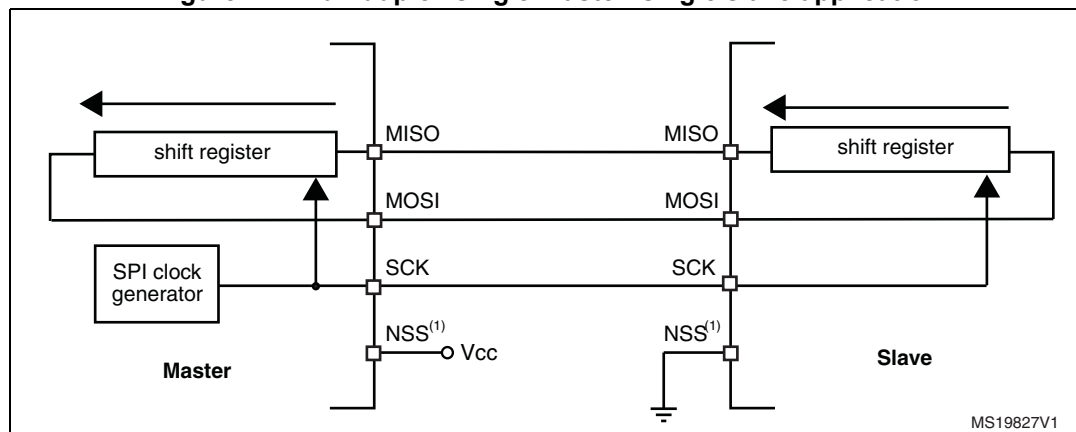 shift register
MISO
MISO
shift register
MOSI
MOSI
SPI clock
generator
SCK
SCK
NSS(1)
Vcc
NSS(1)
Master
Slave
MS19827V1